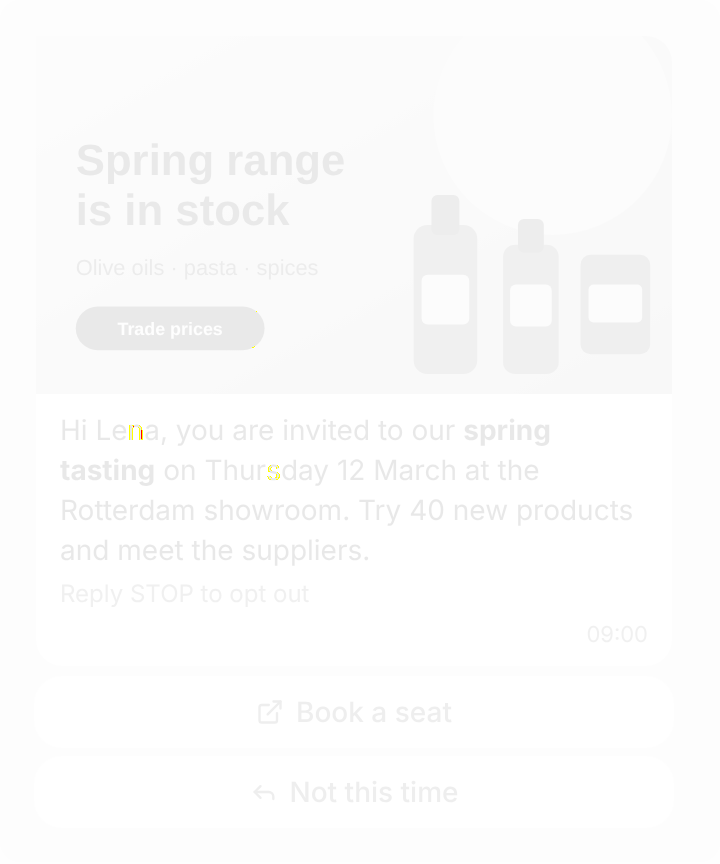 Spring range
is in stock
Olive oils · pasta · spices
Trade prices
Hi Lena, you are invited to our spring
tasting on Thursday 12 March at the
Rotterdam showroom. Try 40 new products
and meet the suppliers.
Reply STOP to opt out
09:00
Book a seat
Not this time